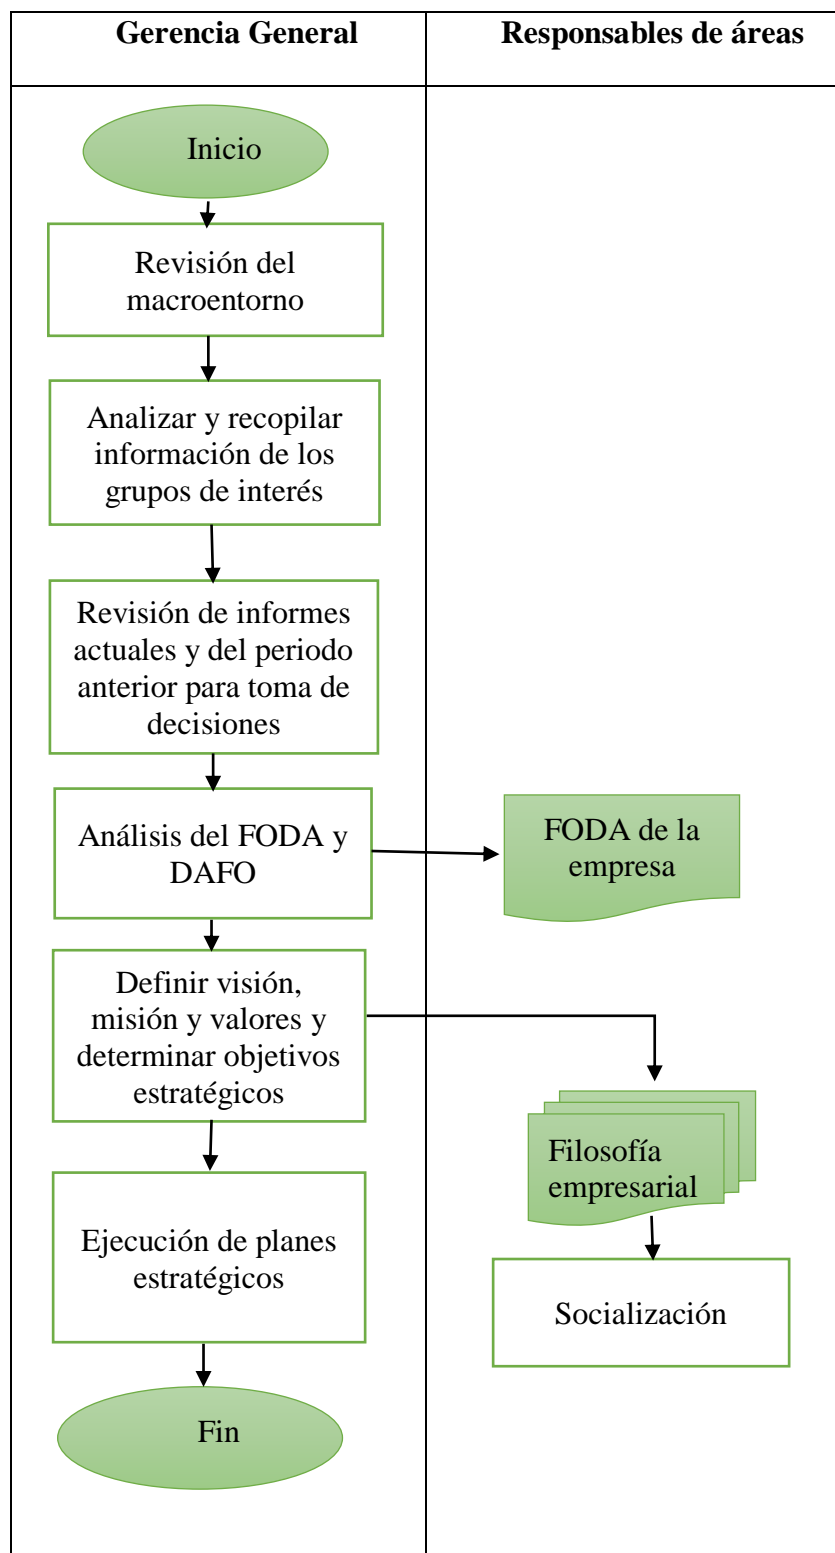 Gerencia General
Responsables de áreas
Inicio
Revisión del
macroentorno
Analizar y recopilar
información de los
grupos de interés
Revisión de informes
actuales y del periodo
anterior para toma de
decisiones
Análisis del FODA y
DAFO
FODA de la
empresa
Definir visión,
misión y valores y
determinar objetivos
estratégicos
Filosofía
empresarial
Ejecución de planes
estratégicos
Socialización
Fin